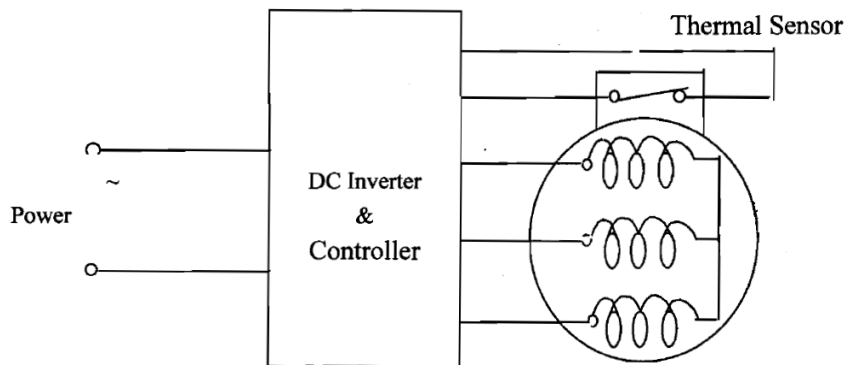 Thermal Sensor
~
Power
DC Inverter
&
Controller